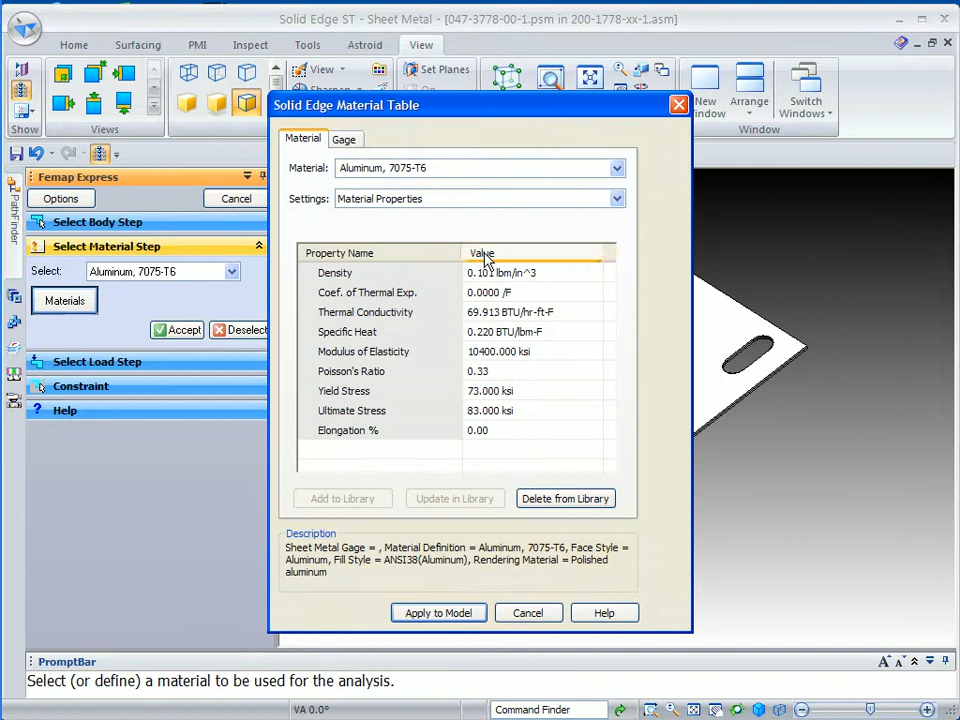 Solid Edge ST - Sheet Metal - [047-3778-00-1.psm in 200-1778-xx-1.asm]
Home Surfacing PMI Inspect Tools Astroid View
View Set Planes
Sharpen
New Window
Arrange
Switch Windows
Show Views Window
PathFinder
Femap Express
Options Cancel
Select Body Step
Select Material Step
Select: Aluminum, 7075-T6
Materials
Accept Deselect
Select Load Step
Constraint
? Help
Solid Edge Material Table
Material Gage
Material: Aluminum, 7075-T6
Settings: Material Properties
Property Name Value
Density lbm/in^3
Coef. of Thermal Exp. 0.0000 /F
Thermal Conductivity 69.913 BTU/hr-ft-F
Specific Heat 0.220 BTU/lbm-F
Modulus of Elasticity 10400.000 ksi
Poisson's Ratio 0.33
Yield Stress 73.000 ksi
Ultimate Stress 83.000 ksi
Elongation % 0.00
Add to Library Update in Library Delete from Library
Description
Sheet Metal Gage = , Material Definition = Aluminum, 7075-T6, Face Style =
Aluminum, Fill Style = ANSI38(Aluminum), Rendering Material = Polished
aluminum
Apply to Model Cancel Help
PromptBar
Select (or define) a material to be used for the analysis.
VA 0.0° Command Finder